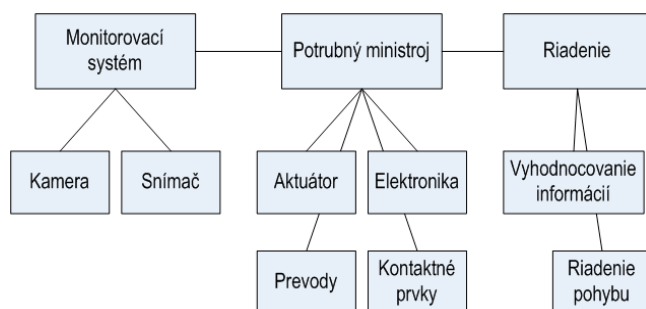 Monitorovací
systém
Potrubný ministroj
Riadenie
Kamera
Snímač
Aktuátor
Elektronika
Vyhodnocovanie
informácií
Prevody
Kontaktné
prvky
Riadenie
pohybu